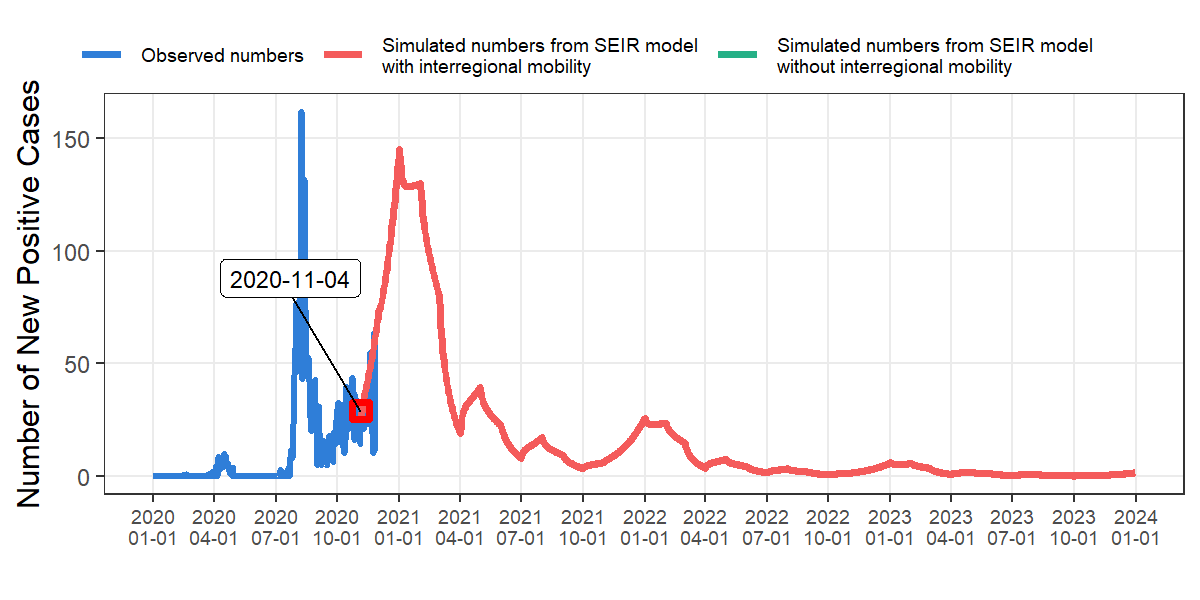 Observed numbers
Simulated numbers from SEIR model
with interregional mobility
Simulated numbers from SEIR model
without interregional mobility
Number of New Positive Cases
150
100
50
0
2020-11-04
2020 2020 2020 2020 2021 2021 2021 2021 2022 2022 2022 2022 2023 2023 2023 2023 2024
01-01 04-01 07-01 10-01 01-01 04-01 07-01 10-01 01-01 04-01 07-01 10-01 01-01 04-01 07-01 10-01 01-01